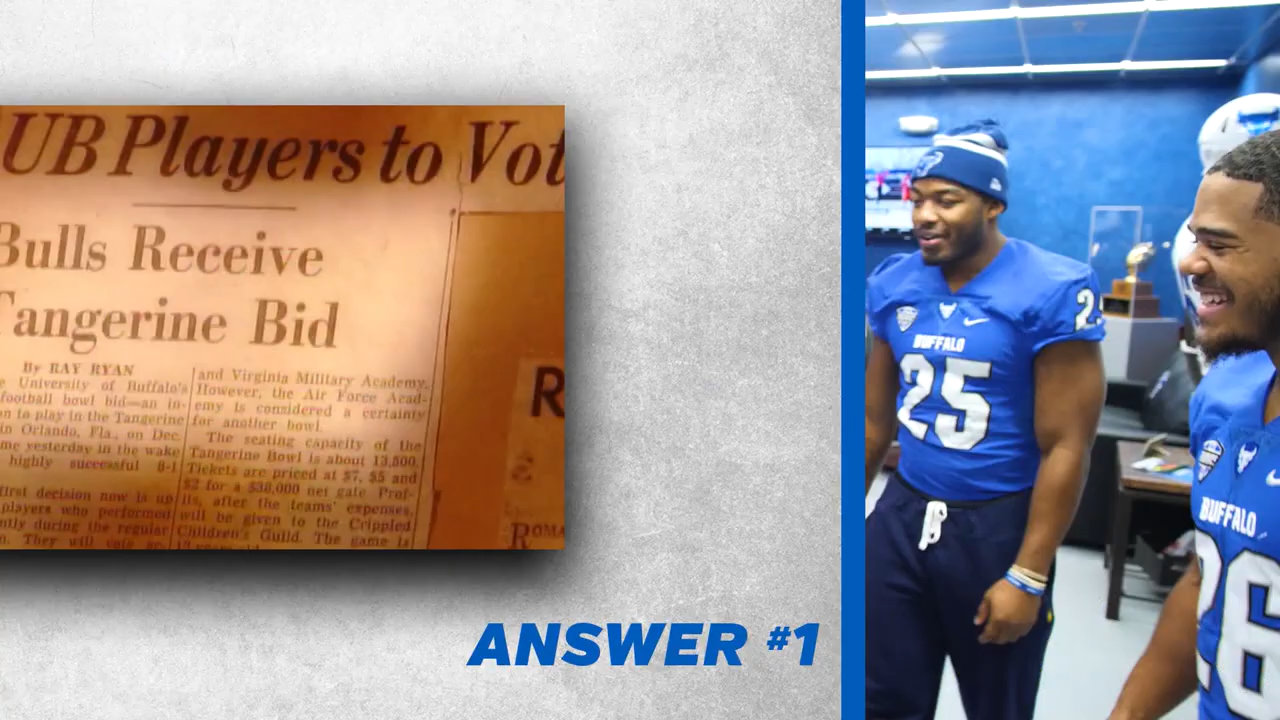 UB Players to
Bulls Receive
Tangerine Bid
By RAY RYAN
University of Buffalo's
football bowl bid—an in-
to play in the Tangerine
in Orlando, Fla., on Dec.
yesterday in the wake
highly successful 8-1
first decision now is up
players who performed
during the regular
They will vote
and Virginia Military Academy.
However, the Air Force Acad-
emy is considered a certainty
for another bowl.
The seating capacity of the
Tangerine Bowl is about 13,500.
Tickets are priced at $7, $5 and
$2 for a $38,000 net gate Prof-
its, after the teams' expenses,
will be given to the Crippled
Children's Guild. The game is
R
ANSWER #1
BUFFALO
25
2
BUFFALO
26